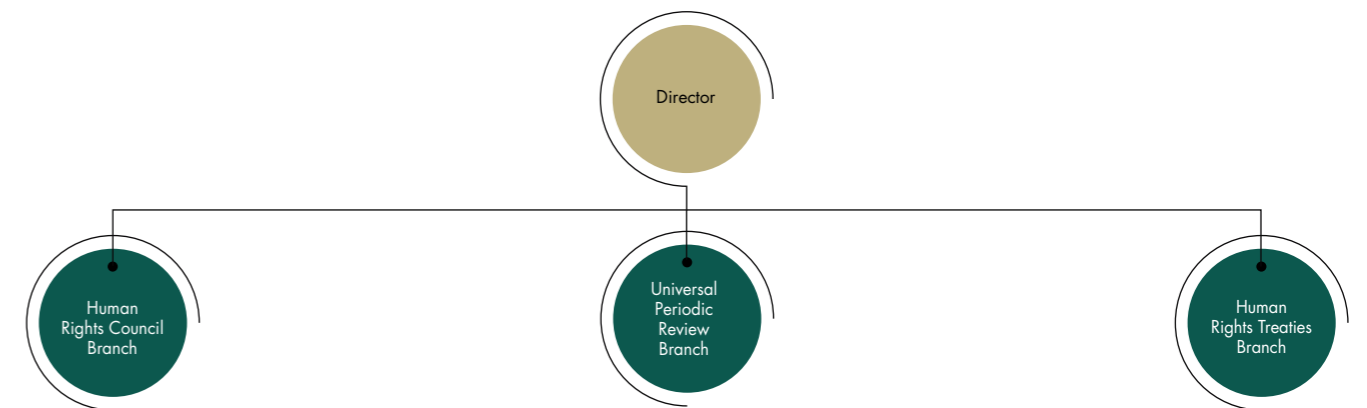 Director
Human
Rights Council
Branch
Universal
Periodic
Review
Branch
Human
Rights Treaties
Branch